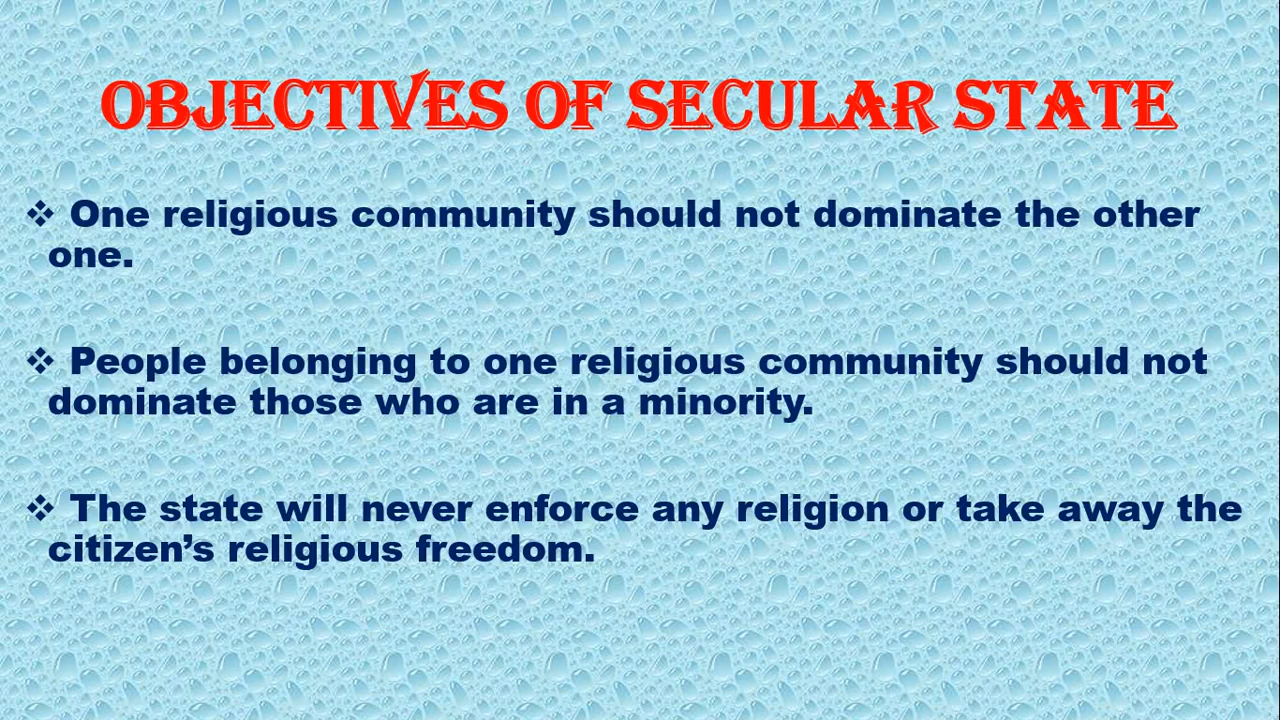 OBJECTIVES OF SECULAR STATE
❖ One religious community should not dominate the other
one.
❖ People belonging to one religious community should not
dominate those who are in a minority.
❖ The state will never enforce any religion or take away the
citizen’s religious freedom.